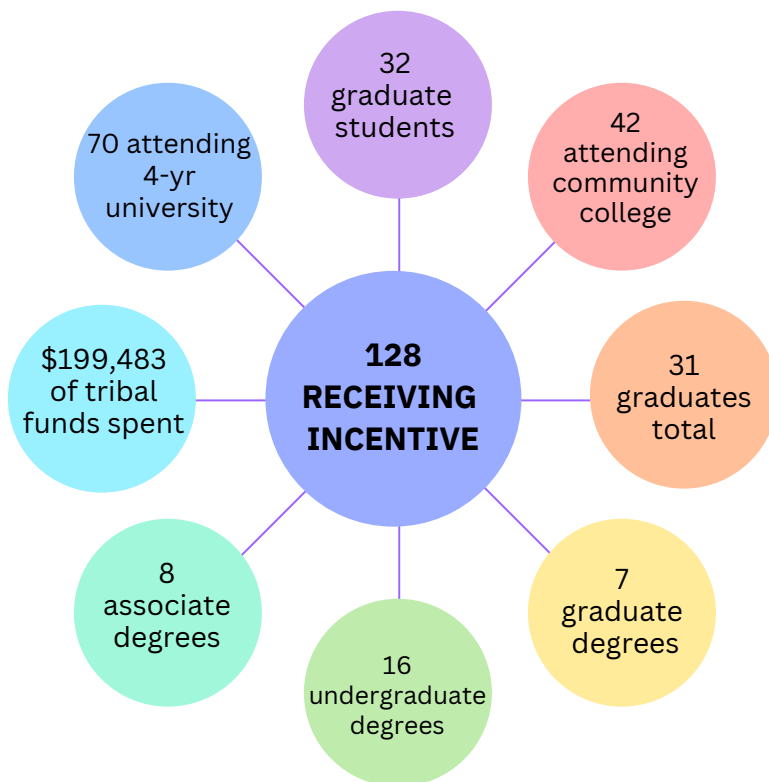 32
graduate
students
42
attending
community
college
31
graduates
total
7
graduate
degrees
16
undergraduate
degrees
8
associate
degrees
$199,483
of tribal
funds spent
70 attending
4-yr
university
128
RECEIVING
INCENTIVE